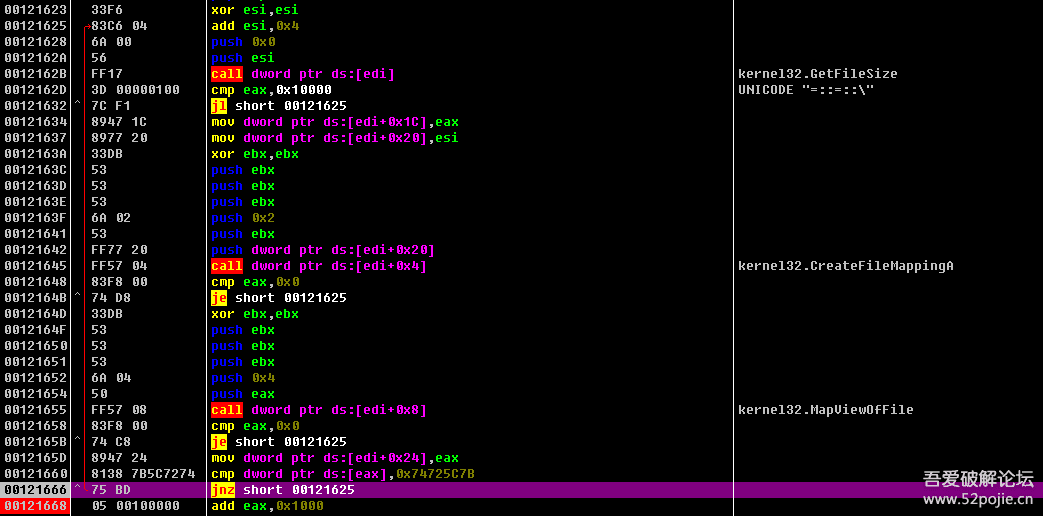 00121623 33F6 xor esi,esi
00121625 83C6 04 add esi,0x4
00121628 6A 00 push 0x0
0012162A 56 push esi
0012162B FF17 call dword ptr ds:[edi] kernel32.GetFileSize
0012162D 3D 00000100 cmp eax,0x10000 UNICODE "=::=::\"
00121632 ^ 7C F1 jl short 00121625
00121634 8947 1C mov dword ptr ds:[edi+0x1C],eax
00121637 8977 20 mov dword ptr ds:[edi+0x20],esi
0012163A 33DB xor ebx,ebx
0012163C 53 push ebx
0012163D 53 push ebx
0012163E 53 push ebx
0012163F 6A 02 push 0x2
00121641 53 push ebx
00121642 FF77 20 push dword ptr ds:[edi+0x20]
00121645 FF57 04 call dword ptr ds:[edi+0x4] kernel32.CreateFileMappingA
00121648 83F8 00 cmp eax,0x0
0012164B ^ 74 D8 je short 00121625
0012164D 33DB xor ebx,ebx
0012164F 53 push ebx
00121650 53 push ebx
00121651 53 push ebx
00121652 6A 04 push 0x4
00121654 50 push eax
00121655 FF57 08 call dword ptr ds:[edi+0x8] kernel32.MapViewOfFile
00121658 83F8 00 cmp eax,0x0
0012165B ^ 74 C8 je short 00121625
0012165D 8947 24 mov dword ptr ds:[edi+0x24],eax
00121660 8138 7B5C7274 cmp dword ptr ds:[eax],0x74725C7B
00121666 ^ 75 BD jnz short 00121625
00121668 05 00100000 add eax,0x1000
吾爱破解论坛
www.52pojie.cn